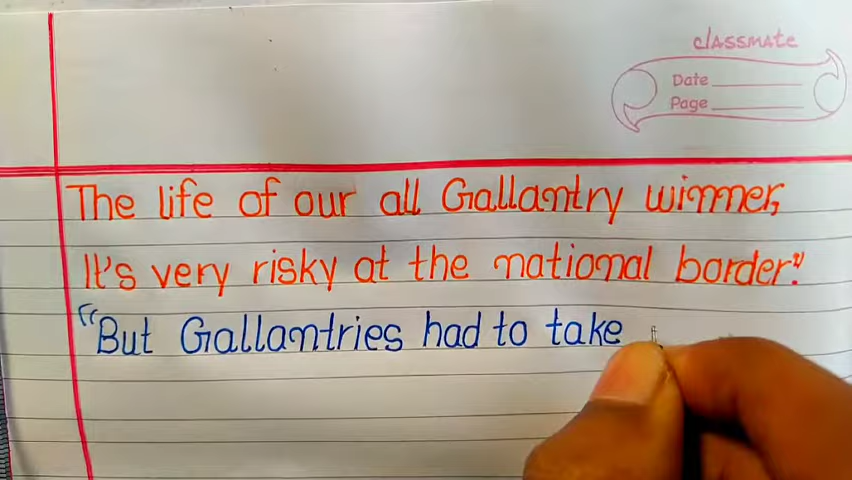 classmate
Date
Page
The life of our all Gallantry winner,
It's very risky at the national border."
"But Gallantries had to take